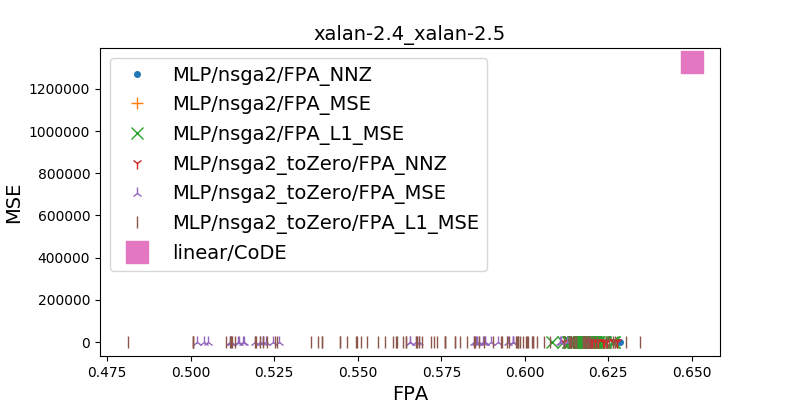 xalan-2.4_xalan-2.5
MSE
1200000
1000000
800000
600000
400000
200000
0
MLP/nsga2/FPA_NNZ
MLP/nsga2/FPA_MSE
MLP/nsga2/FPA_L1_MSE
MLP/nsga2_toZero/FPA_NNZ
MLP/nsga2_toZero/FPA_MSE
MLP/nsga2_toZero/FPA_L1_MSE
linear/CoDE
0.475 0.500 0.525 0.550 0.575 0.600 0.625 0.650
FPA